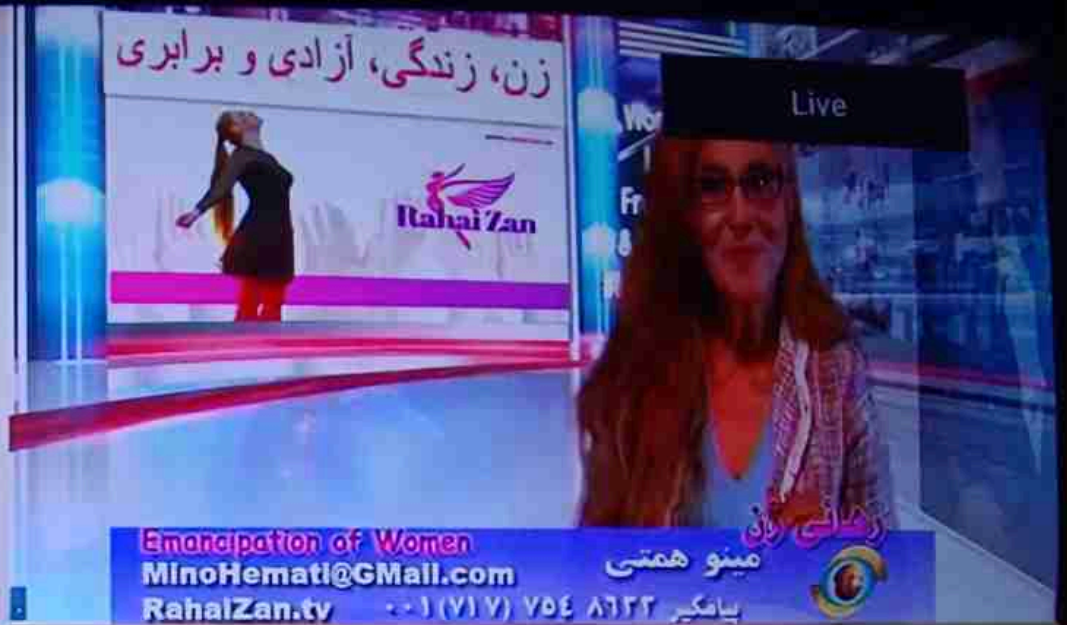 زن، زندگی، آزادی و برابری
Live
Rahai Zan
رهائی زن
Emancipation of Women
مینو همتی
MinoHemati@GMail.com
RahaiZan.tv
پیامگیر ۸۶۲۲ ۷۵٤ (۷۱۷) ۰۰۱